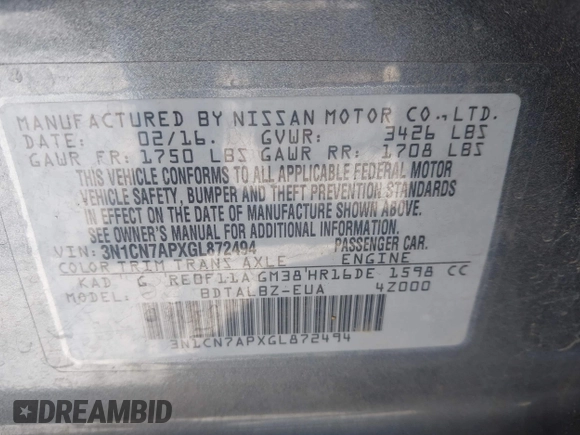 MANUFACTURED BY NISSAN MOTOR CO., LTD.
DATE: 02/16. GVWR: 3426 LBS
GAWR FR: 1750 LBS GAWR RR: 1708 LBS
THIS VEHICLE CONFORMS TO ALL APPLICABLE FEDERAL MOTOR
VEHICLE SAFETY, BUMPER AND THEFT PREVENTION STANDARDS
IN EFFECT ON THE DATE OF MANUFACTURE SHOWN ABOVE.
SEE OWNER'S MANUAL FOR ADDITIONAL INFORMATION.
VIN: 3N1CN7APXGL872494 PASSENGER CAR.
COLOR TRIM TRANS AXLE ENGINE
KAD G RE0F11A GM38 HR16DE 1598 CC
MODEL: BDTALBZ-EUA 4Z000
3N1CN7APXGL872494
DREAMBID